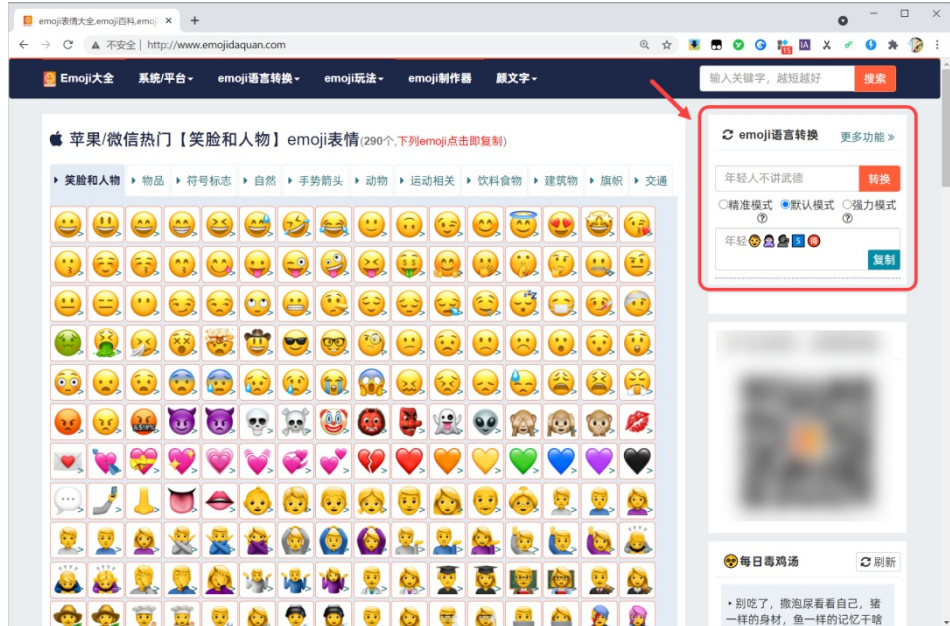 emoji表情大全,emoji百科,emoj
不安全 | http://www.emojidaquan.com
15
IA
Emoji大全 系统/平台 emoji语言转换 emoji玩法 emoji制作器 颜文字
输入关键字，越短越好 搜索
苹果/微信热门【笑脸和人物】emoji表情(290个,下列emoji点击即复制)
笑脸和人物 物品 符号标志 自然 手势箭头 动物 运动相关 饮料食物 建筑物 旗帜 交通
emoji语言转换 更多功能 »
年轻人不讲武德 转换
精准模式 默认模式 强力模式
年轻 5 得
复制
每日毒鸡汤 刷新
别吃了，撒泡尿看看自己，猪
一样的身材，鱼一样的记忆干啥